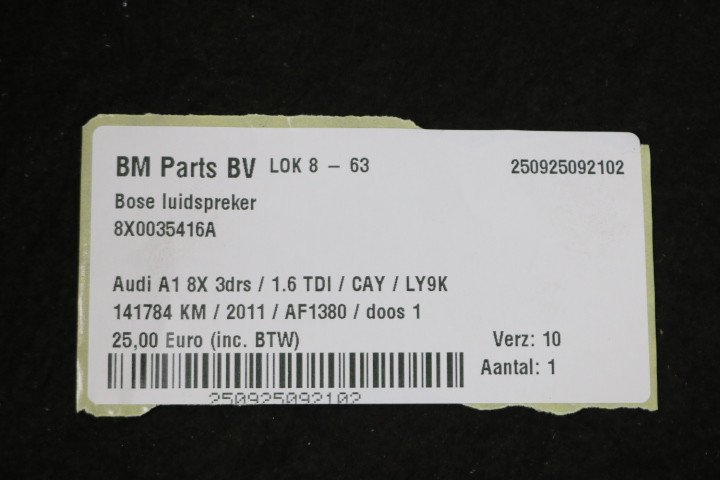 BM Parts BV LOK 8 - 63 250925092102
Bose luidspreker
8X0035416A
Audi A1 8X 3drs / 1.6 TDI / CAY / LY9K
141784 KM / 2011 / AF1380 / doos 1
25,00 Euro (inc. BTW) Verz: 10
Aantal: 1
250925092102